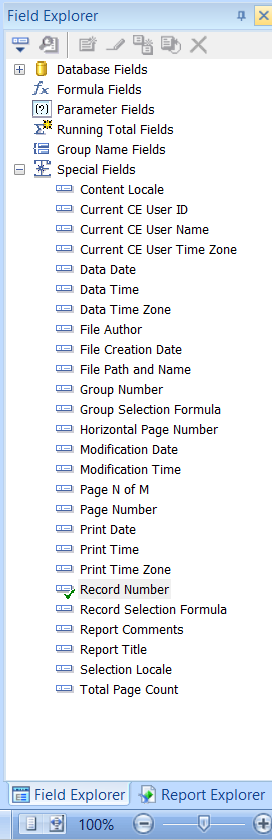 Field Explorer
Database Fields
Formula Fields
Parameter Fields
Running Total Fields
Group Name Fields
Special Fields
Content Locale
Current CE User ID
Current CE User Name
Current CE User Time Zone
Data Date
Data Time
Data Time Zone
File Author
File Creation Date
File Path and Name
Group Number
Group Selection Formula
Horizontal Page Number
Modification Date
Modification Time
Page N of M
Page Number
Print Date
Print Time
Print Time Zone
Record Number
Record Selection Formula
Report Comments
Report Title
Selection Locale
Total Page Count
Field Explorer Report Explorer
100%